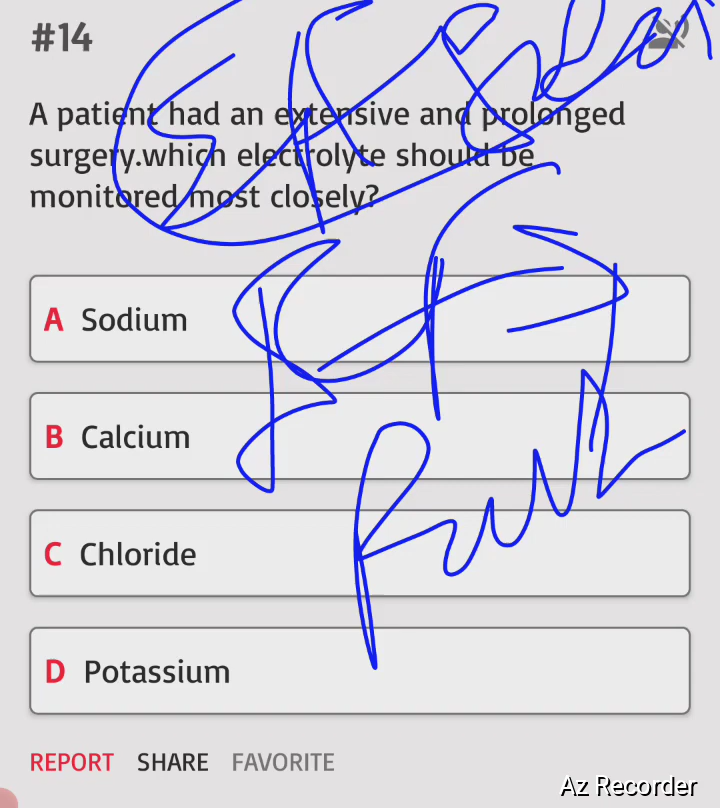 #14
A patient had an extensive and prolonged
surgery.which electrolyte should be
monitored most closely?
A Sodium
B Calcium
C Chloride
D Potassium
REPORT SHARE FAVORITE
Az Recorder